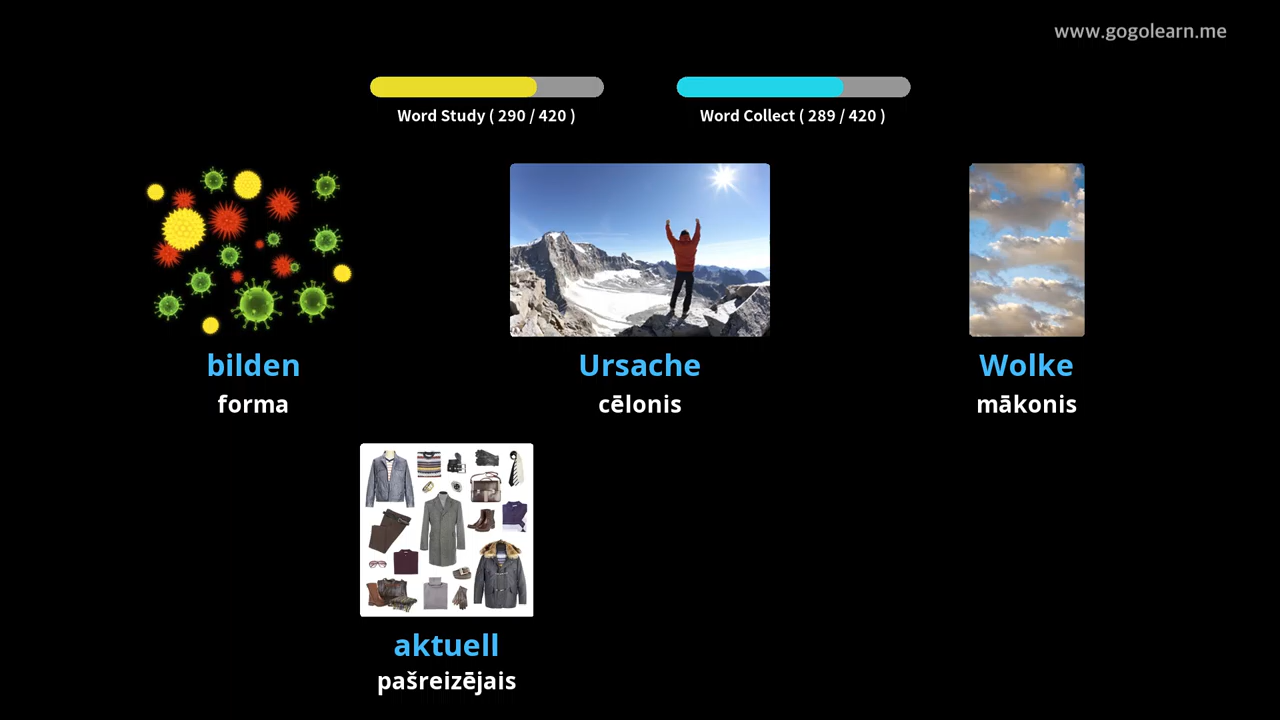 www.gogolearn.me
Word Study ( 290 / 420 )
Word Collect ( 289 / 420 )
bilden
forma
Ursache
cēlonis
Wolke
mākonis
aktuell
pašreizējais